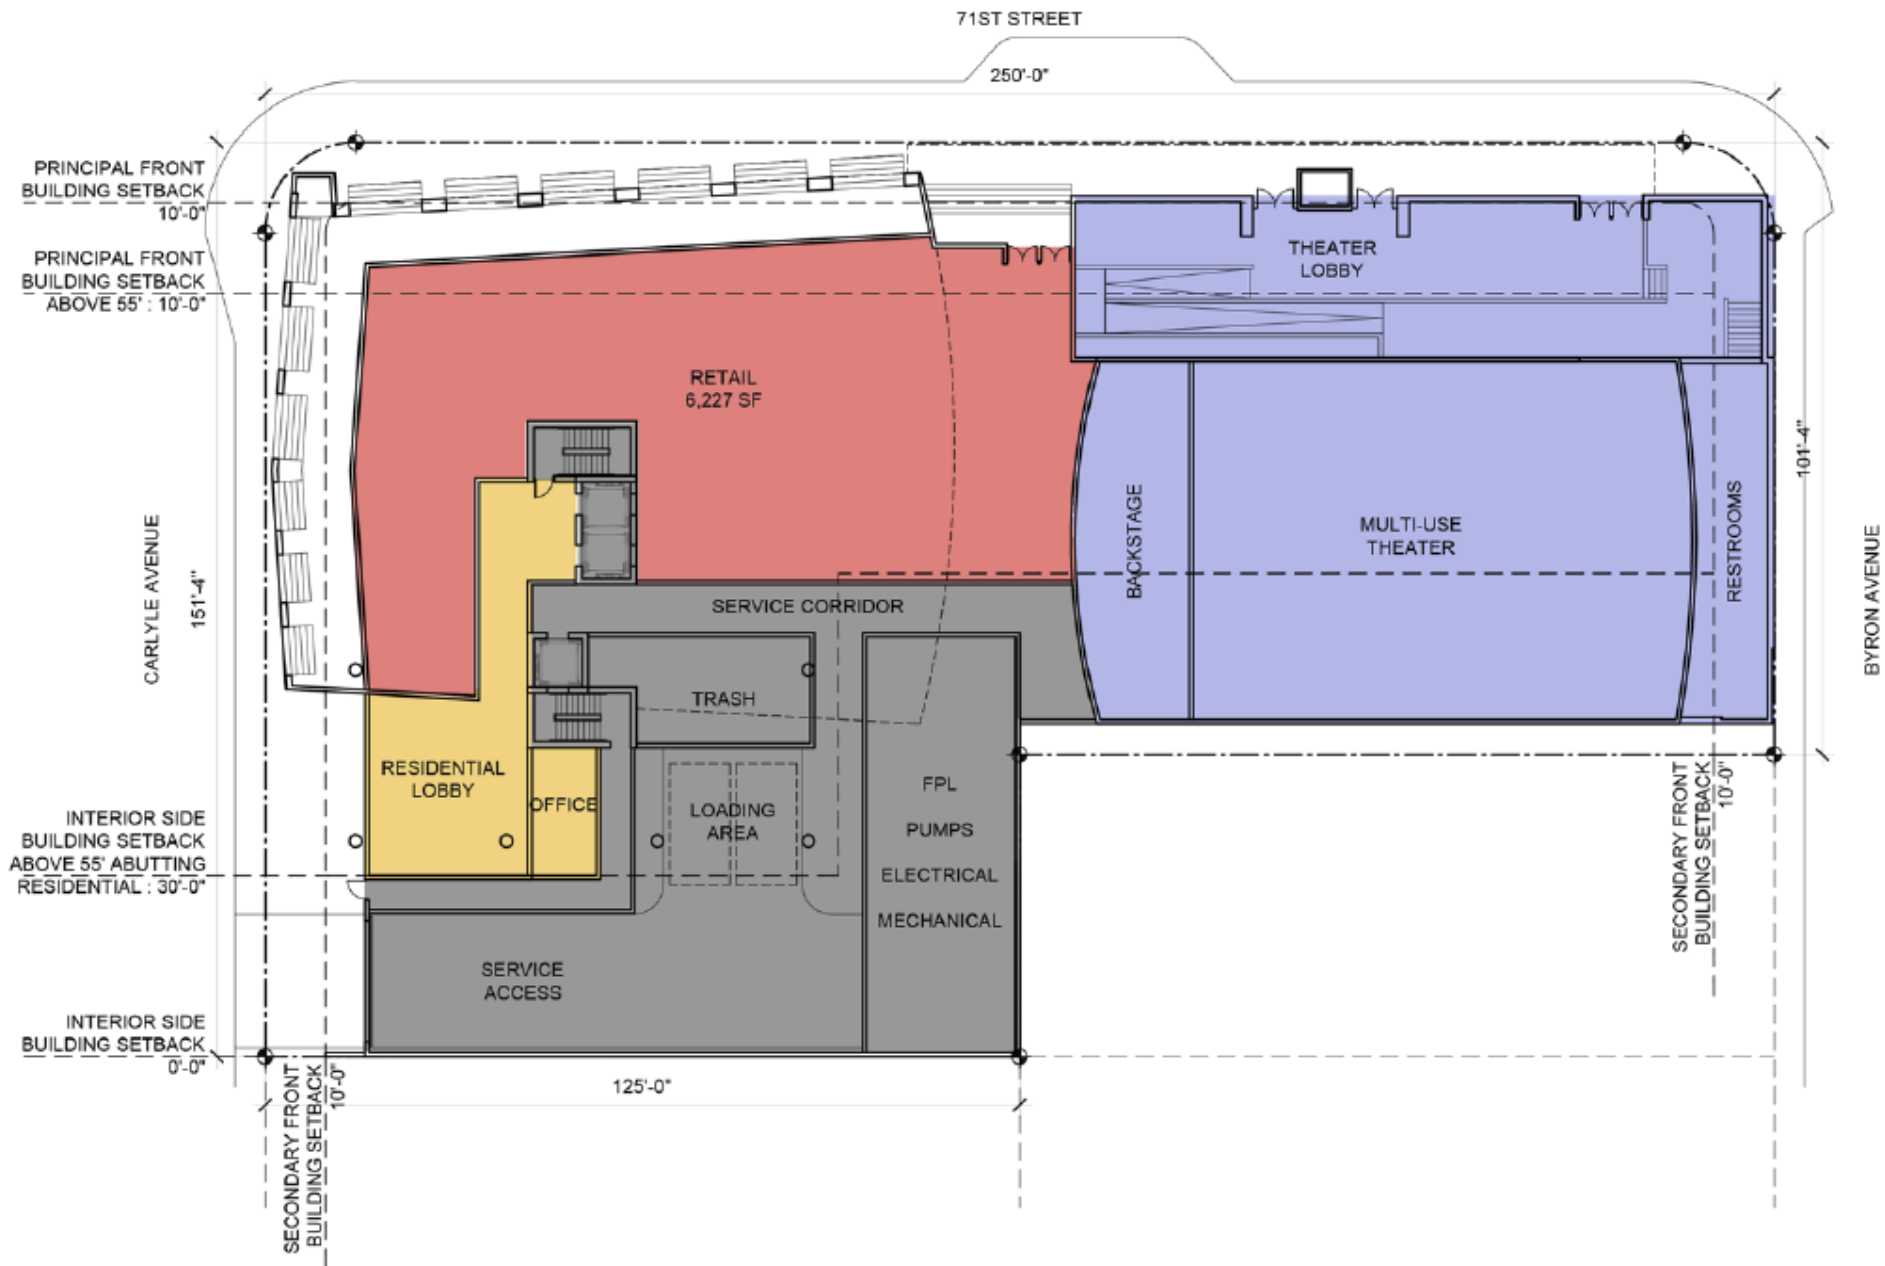 71ST STREET
250'-0"
PRINCIPAL FRONT
BUILDING SETBACK
10'-0"
PRINCIPAL FRONT
BUILDING SETBACK
ABOVE 55' : 10'-0"
THEATER
LOBBY
RETAIL
6,227 SF
CARLYLE AVENUE
151'-4"
BACKSTAGE
MULTI-USE
THEATER
RESTROOMS
101'-4"
BYRON AVENUE
SERVICE CORRIDOR
TRASH
RESIDENTIAL
LOBBY
OFFICE
LOADING
AREA
FPL
PUMPS
ELECTRICAL
MECHANICAL
INTERIOR SIDE
BUILDING SETBACK
ABOVE 55' ABUTTING
RESIDENTIAL : 30'-0"
SECONDARY FRONT
BUILDING SETBACK
10'-0"
SERVICE
ACCESS
INTERIOR SIDE
BUILDING SETBACK
0'-0"
SECONDARY FRONT
BUILDING SETBACK
10'-0"
125'-0"